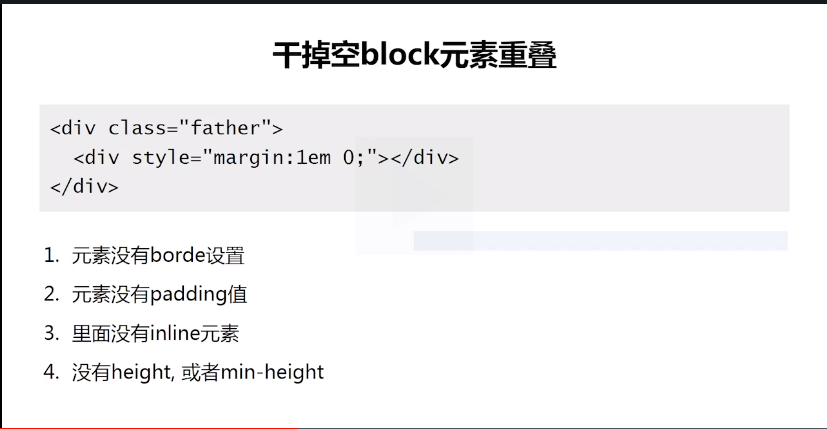 干掉空block元素重叠
<div class="father">
<div style="margin:1em 0;"></div>
</div>
1. 元素没有borde设置
2. 元素没有padding值
3. 里面没有inline元素
4. 没有height, 或者min-height